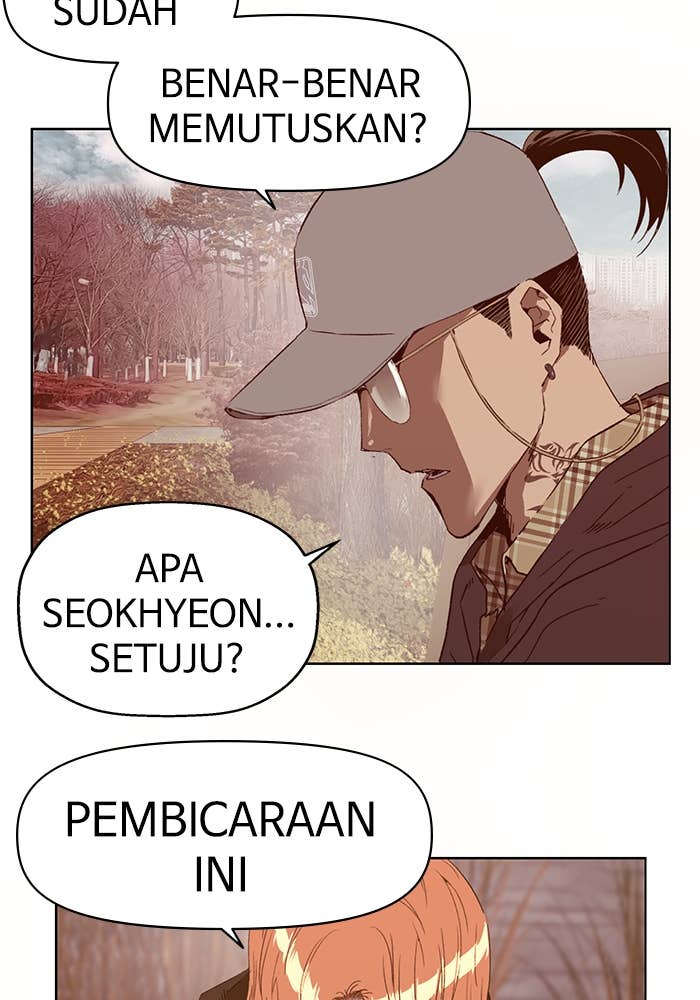 SUDAH
BENAR-BENAR
MEMUTUSKAN?
APA
SEOKHYEON...
SETUJU?
PEMBICARAAN
INI